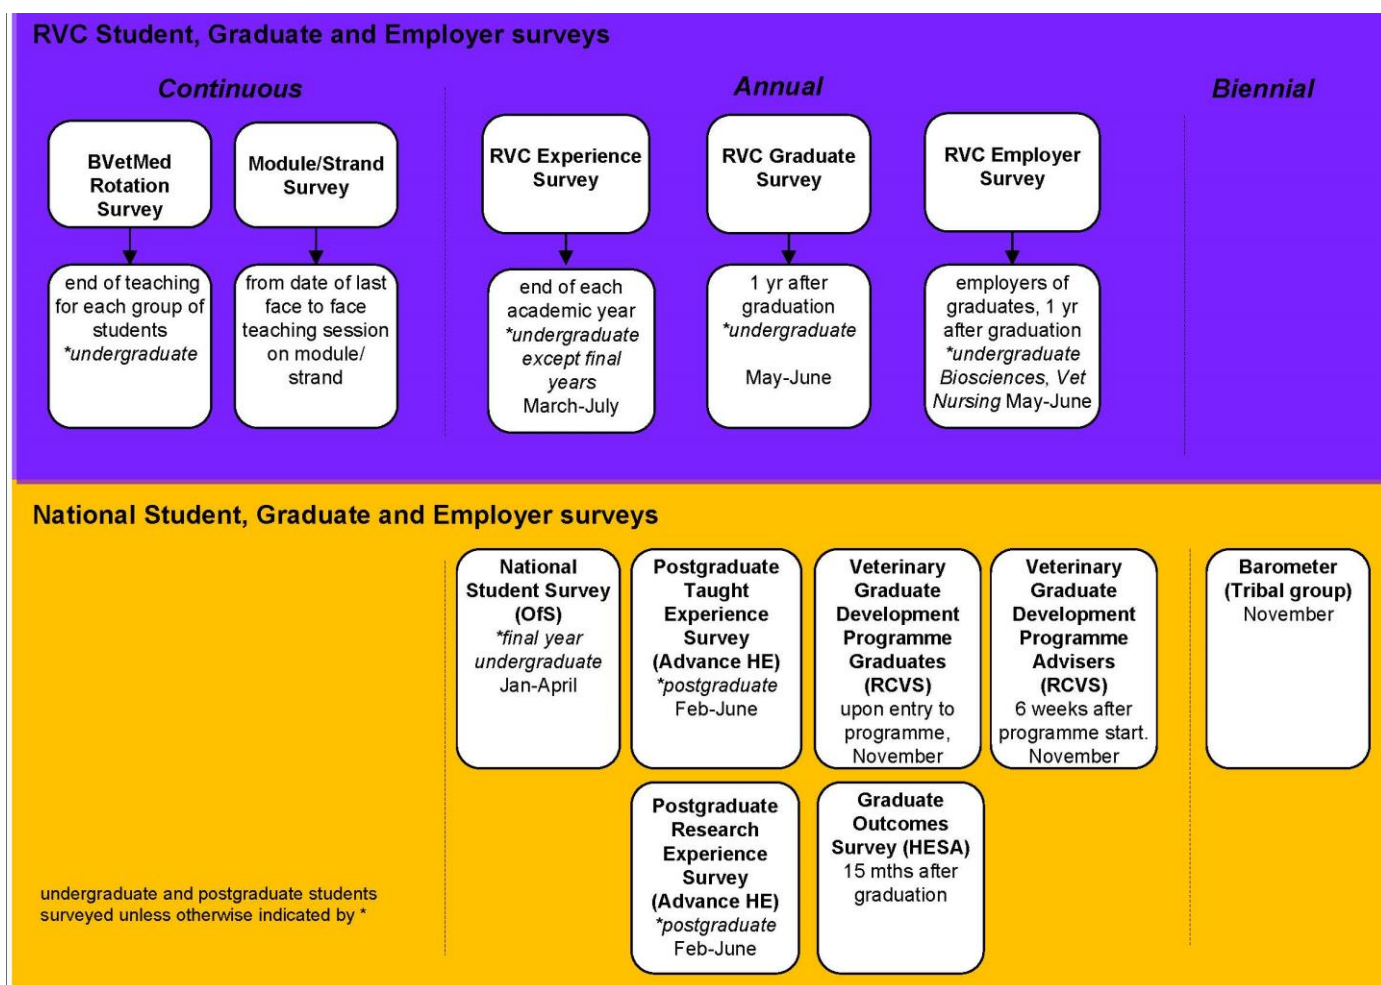 RVC Student, Graduate and Employer surveys
Continuous
Annual
Biennial
BVetMed
Rotation
Survey
Module/Strand
Survey
RVC Experience
Survey
RVC Graduate
Survey
RVC Employer
Survey
end of teaching
for each group of
students
*undergraduate
from date of last
face to face
teaching session
on module/
strand
end of each
academic year
*undergraduate
except final
years
March-July
1 yr after
graduation
*undergraduate
May-June
employers of
graduates, 1 yr
after graduation
*undergraduate
Biosciences, Vet
Nursing May-June
National Student, Graduate and Employer surveys
National
Student Survey
(OfS)
*final year
undergraduate
Jan-April
Postgraduate
Taught
Experience
Survey
(Advance HE)
*postgraduate
Feb-June
Veterinary
Graduate
Development
Programme
Graduates
(RCVS)
upon entry to
programme,
November
Veterinary
Graduate
Development
Programme
Advisers
(RCVS)
6 weeks after
programme start.
November
Barometer
(Tribal group)
November
Postgraduate
Research
Experience
Survey
(Advance HE)
*postgraduate
Feb-June
Graduate
Outcomes
Survey (HESA)
15 mths after
graduation
undergraduate and postgraduate students
surveyed unless otherwise indicated by *